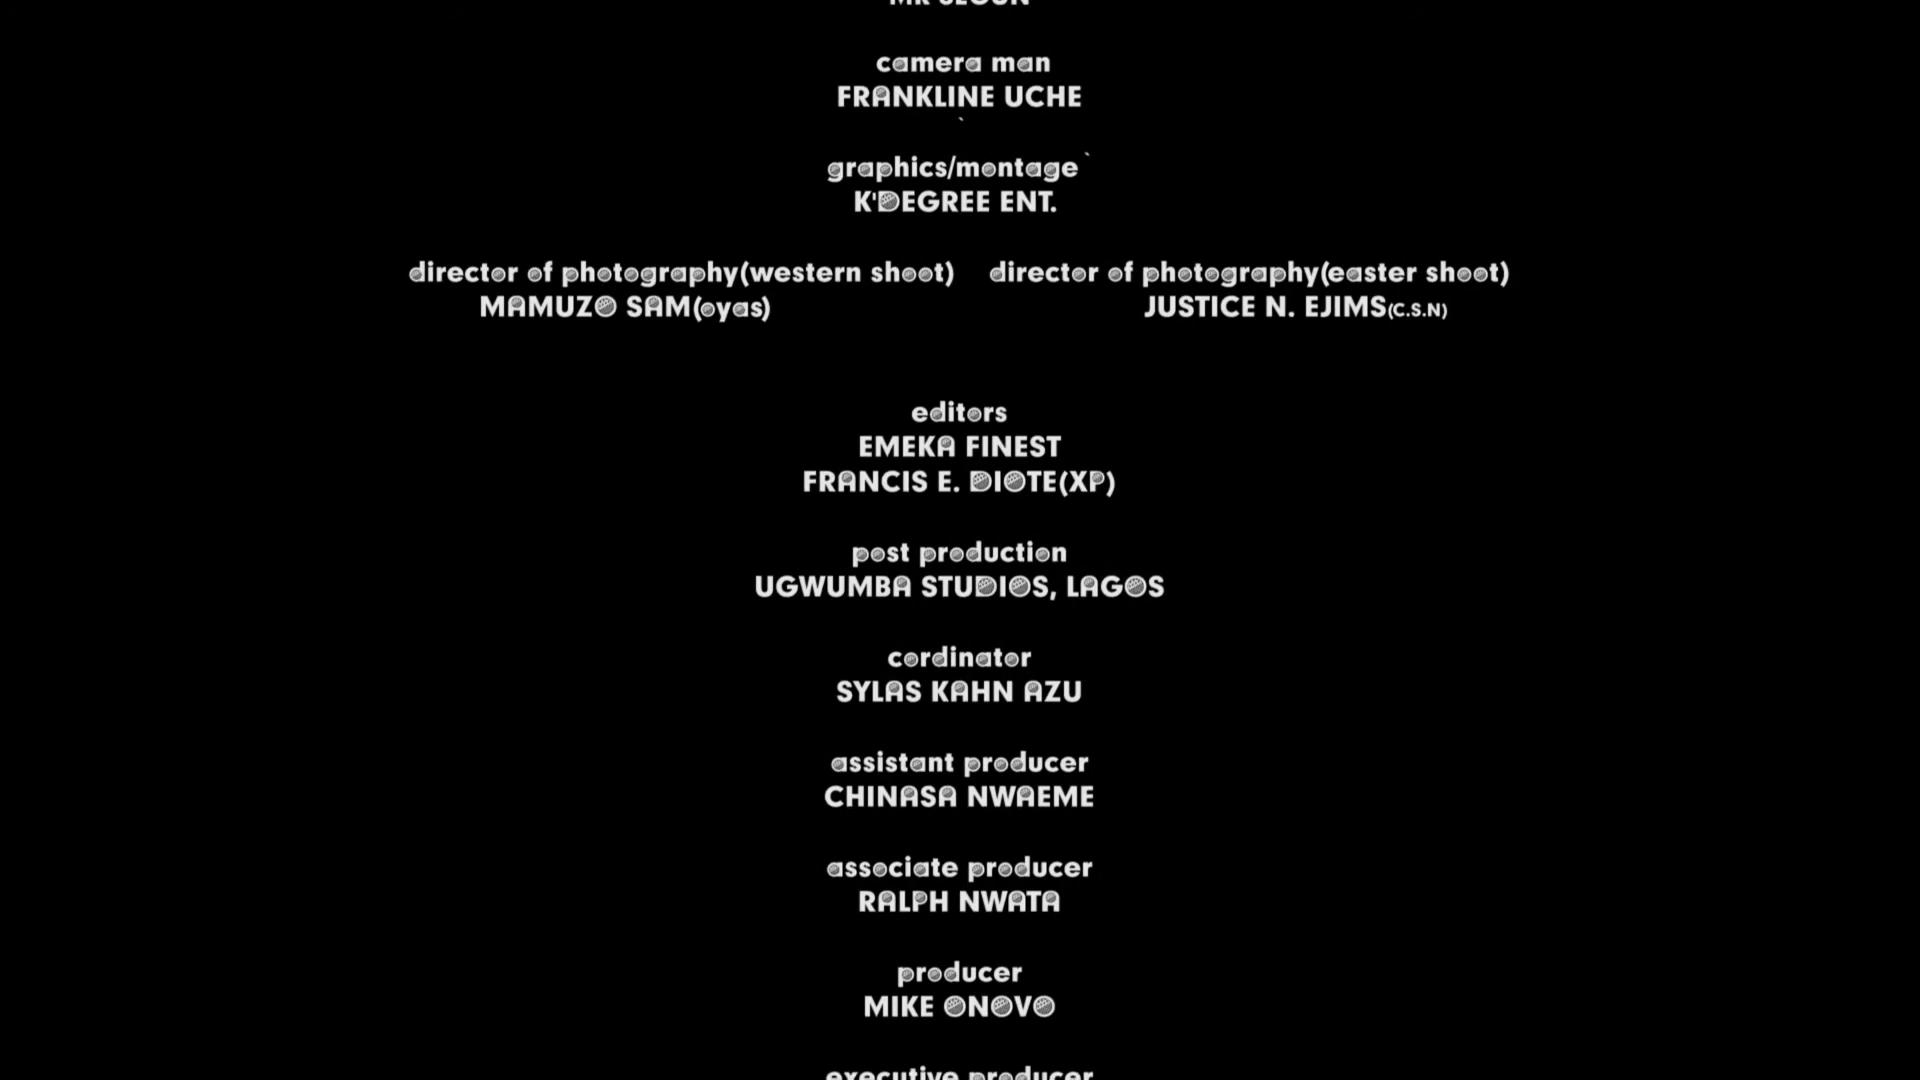 MR SEGUN
camera man
FRANKLINE UCHE
`
graphics/montage `
K'DEGREE ENT.
director of photography(western shoot) director of photography(easter shoot)
MAMUZO SAM(oyas) JUSTICE N. EJIMS(C.S.N)
editors
EMEKA FINEST
FRANCIS E. DIOTE(XP)
post production
UGWUMBA STUDIOS, LAGOS
cordinator
SYLAS KAHN AZU
assistant producer
CHINASA NWAEME
associate producer
RALPH NWATA
producer
MIKE ONOVO
executive producer